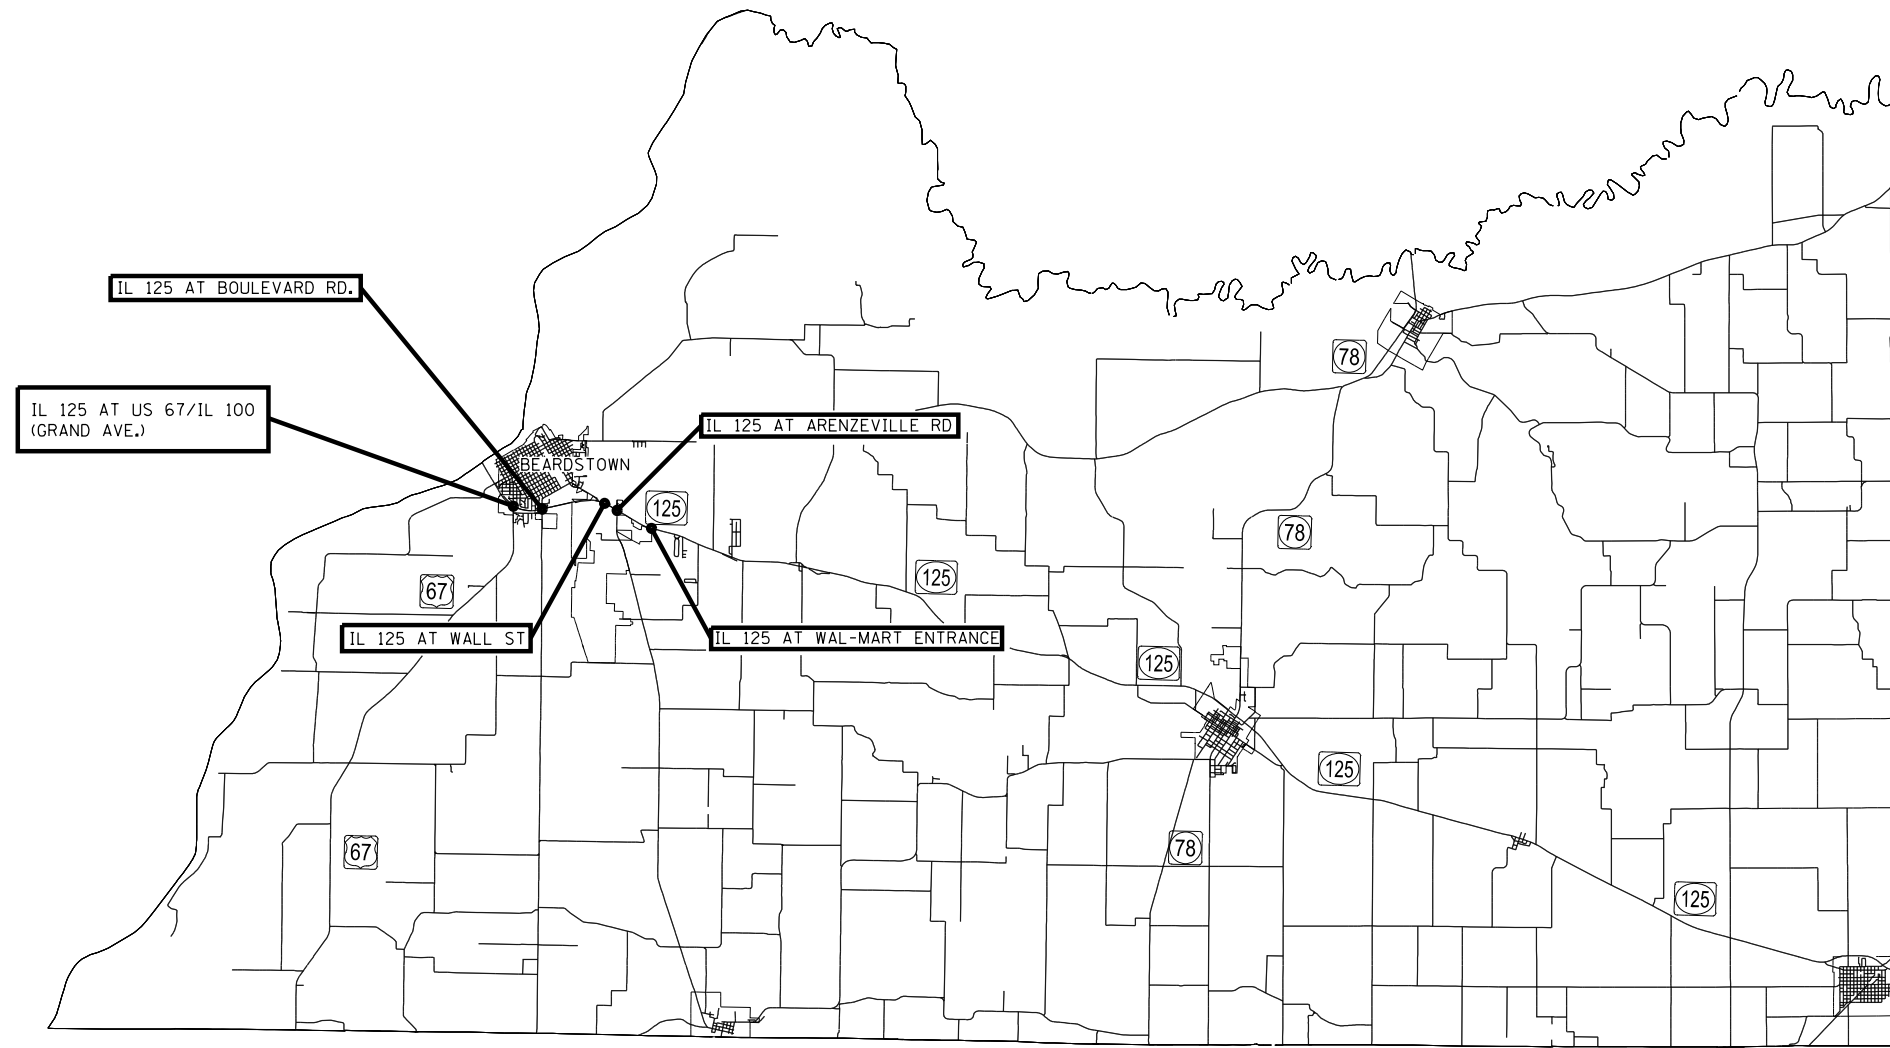 IL 125 AT BOULEVARD RD.
78
IL 125 AT US 67/IL 100
(GRAND AVE.)
IL 125 AT ARENZEVILLE RD
BEARDSTOWN
125
78
125
67
IL 125 AT WALL ST
IL 125 AT WAL-MART ENTRANCE
125
125
78
67
125